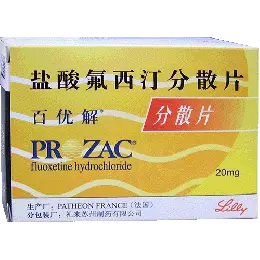 盐酸氟西汀分散片
百优解®
分散片
PROZAC®
fluoxetine hydrochloride
20mg
生产厂：PATHEON FRANCE（法国）
分包装厂：礼来苏州制药有限公司
Lilly